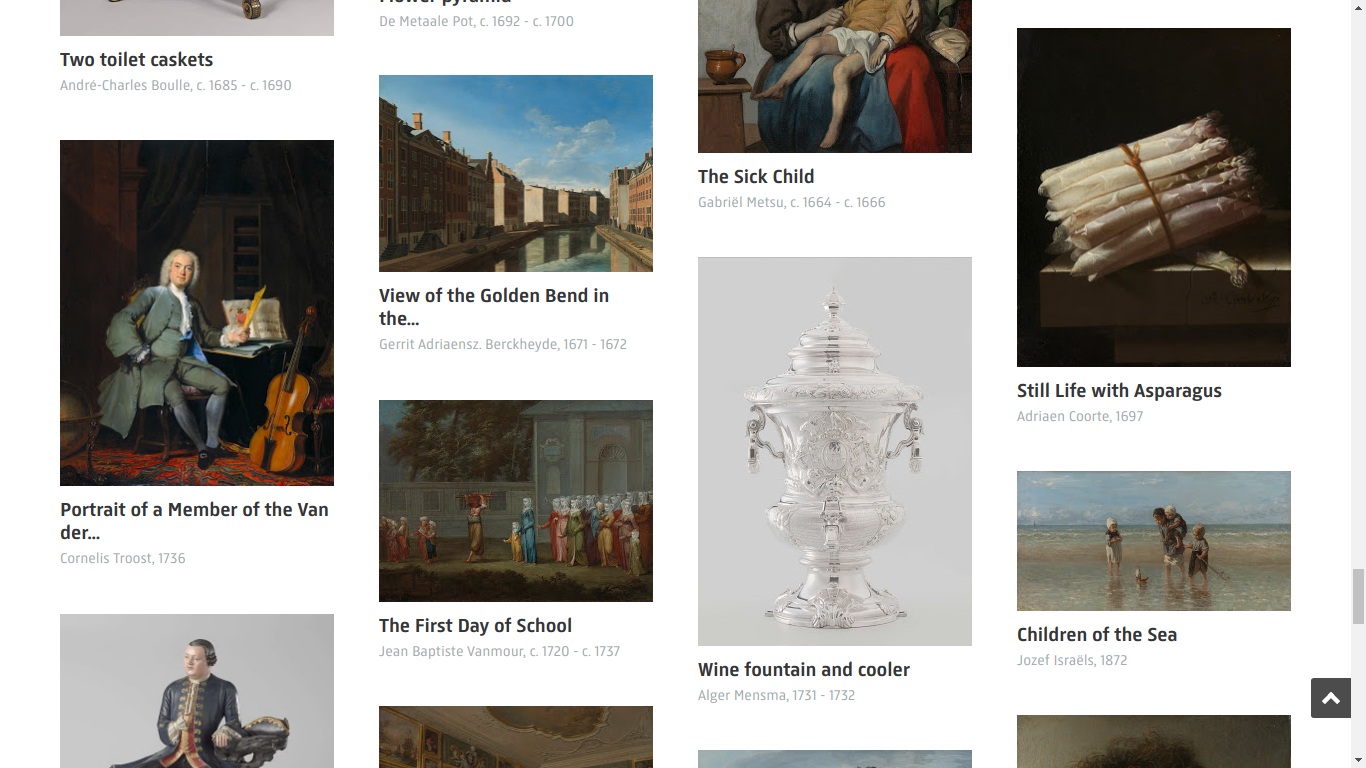 Two toilet caskets
André-Charles Boulle, c. 1685 - c. 1690
Portrait of a Member of the Van
der...
Cornelis Troost, 1736
Flower pyramid
De Metaale Pot, c. 1692 - c. 1700
View of the Golden Bend in
the...
Gerrit Adriaensz. Berckheyde, 1671 - 1672
The First Day of School
Jean Baptiste Vanmour, c. 1720 - c. 1737
The Sick Child
Gabriël Metsu, c. 1664 - c. 1666
Wine fountain and cooler
Alger Mensma, 1731 - 1732
Still Life with Asparagus
Adriaen Coorte, 1697
Children of the Sea
Jozef Israëls, 1872